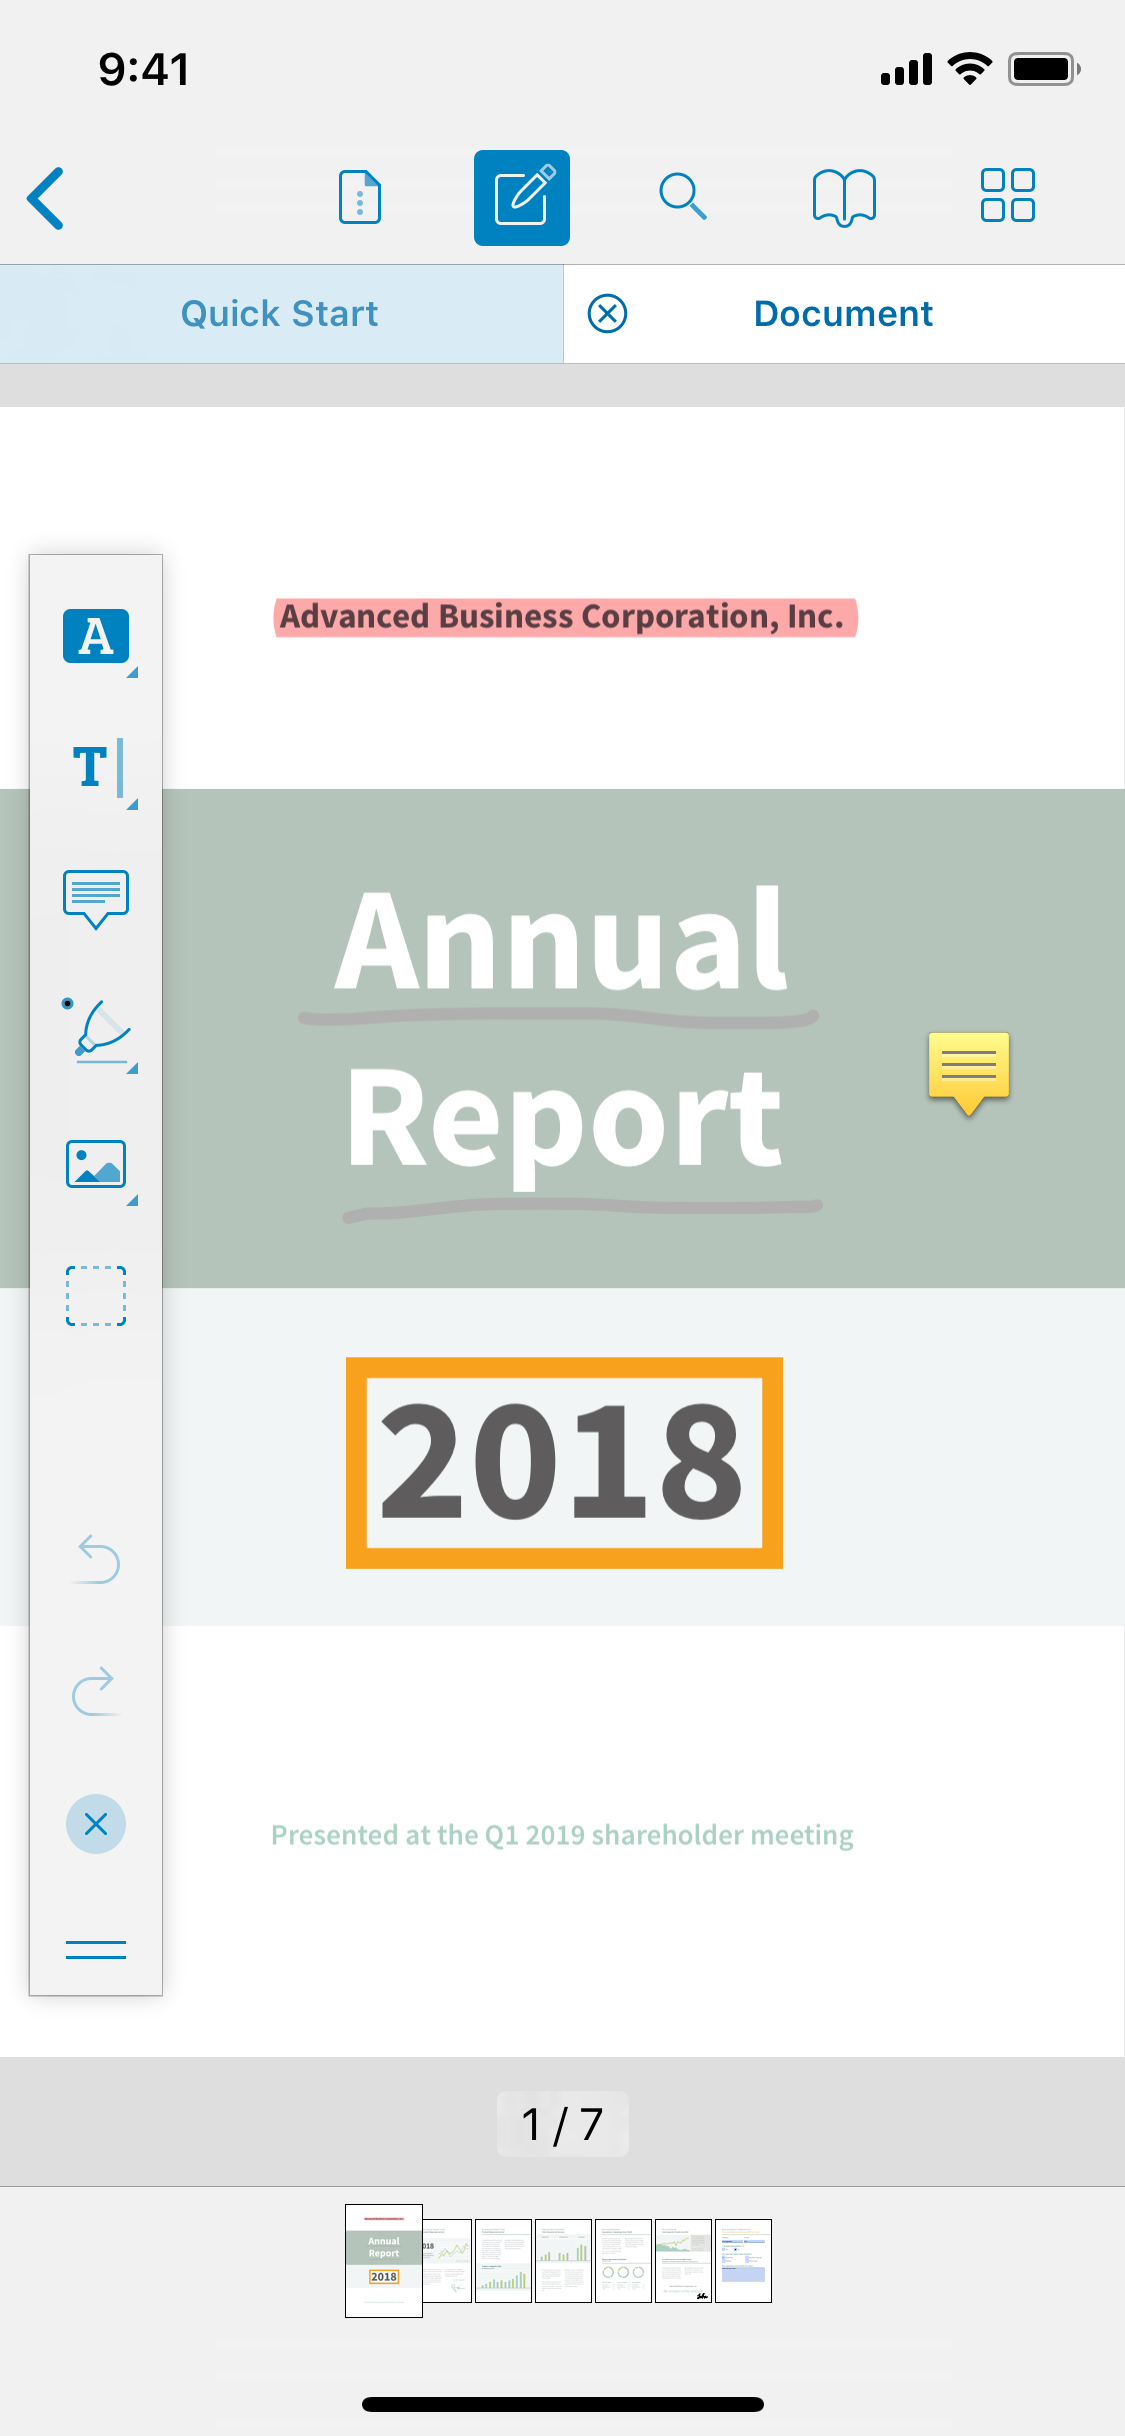 9:41
Quick Start
Document
A
T
Advanced Business Corporation, Inc.
Annual
Report
2018
Presented at the Q1 2019 shareholder meeting
1 / 7
Annual
Report
2018